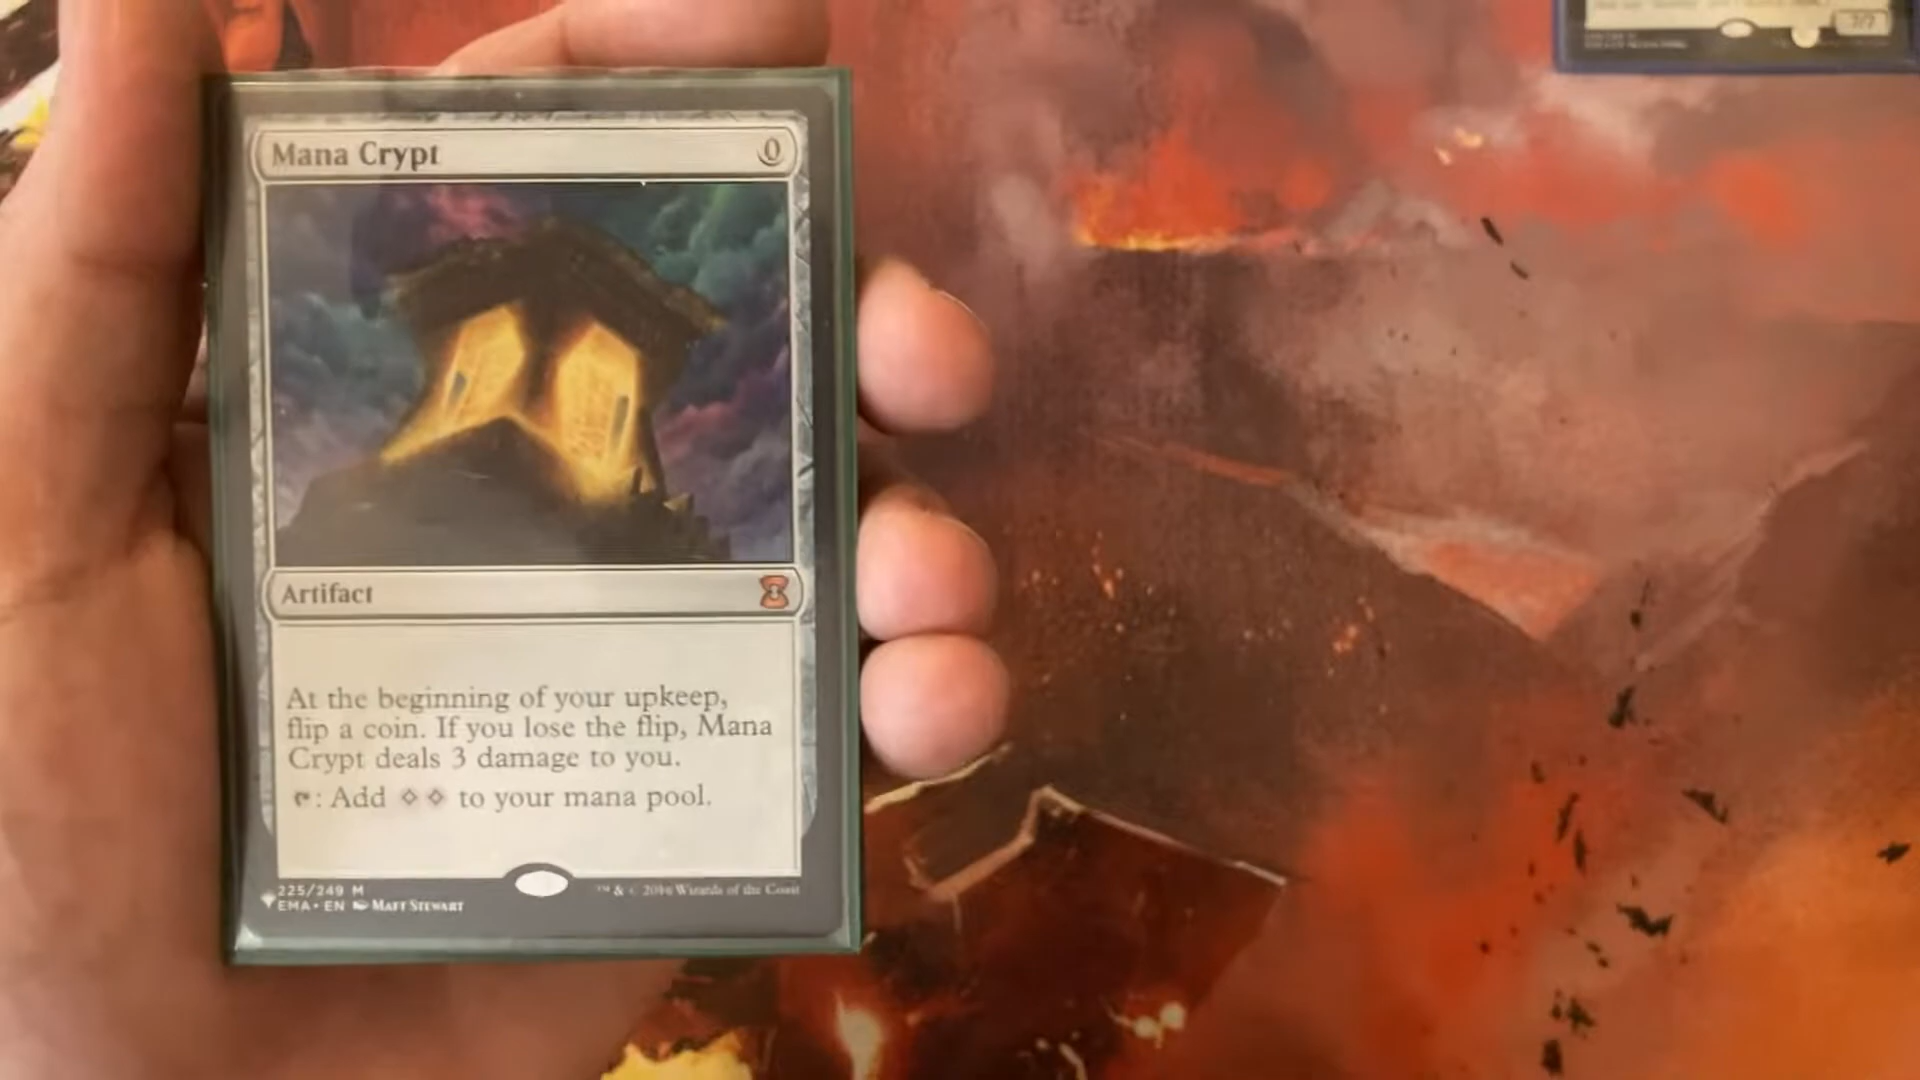 Mana Crypt 0
Artifact
At the beginning of your upkeep,
flip a coin. If you lose the flip, Mana
Crypt deals 3 damage to you.
: Add to your mana pool.
225/249 M
™ & © 2016 Wizards of the Coast
EMA • EN MATT STEWART
7/7